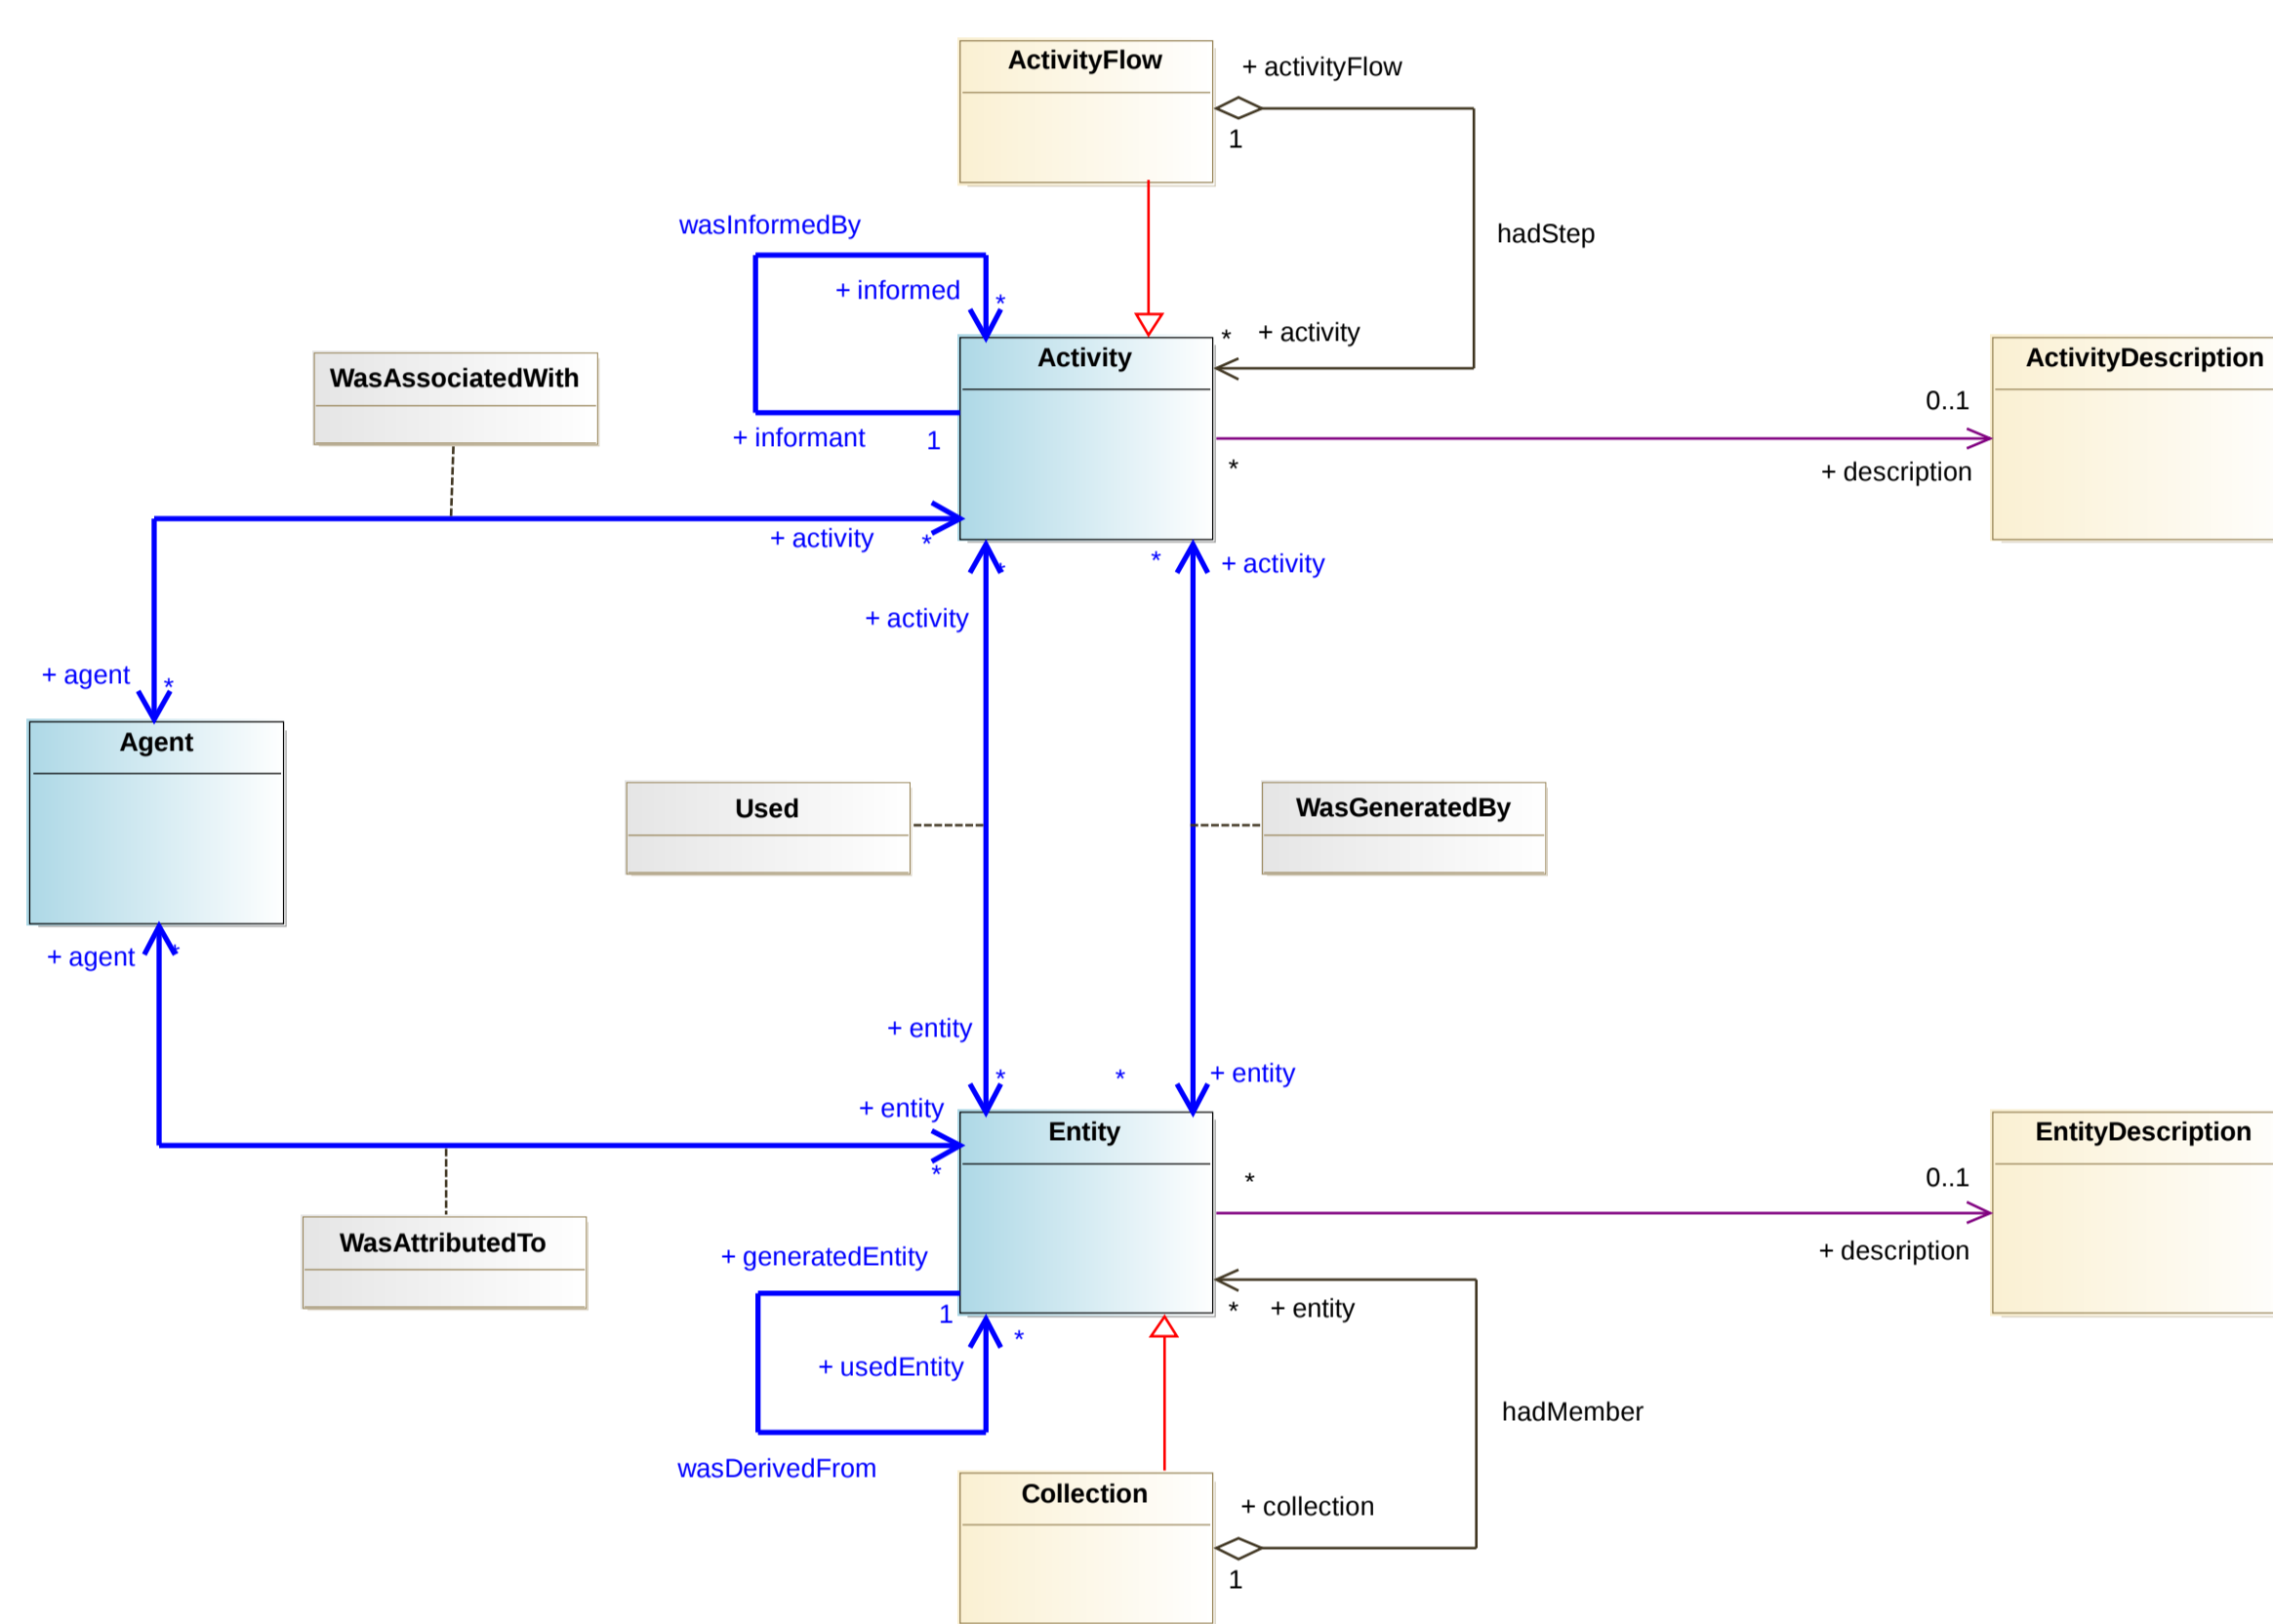 ActivityFlow
+ activityFlow
1
wasInformedBy
hadStep
+ informed
*
* + activity
Activity
ActivityDescription
WasAssociatedWith
0..1
+ informant
1
*
+ description
+ activity
*
*
+ activity
*
+ activity
+ agent
*
Agent
Used
WasGeneratedBy
+ agent
*
+ entity
*
*
+ entity
+ entity
Entity
EntityDescription
*
*
0..1
WasAttributedTo
+ generatedEntity
+ description
1
* + entity
*
+ usedEntity
hadMember
wasDerivedFrom
Collection
+ collection
1